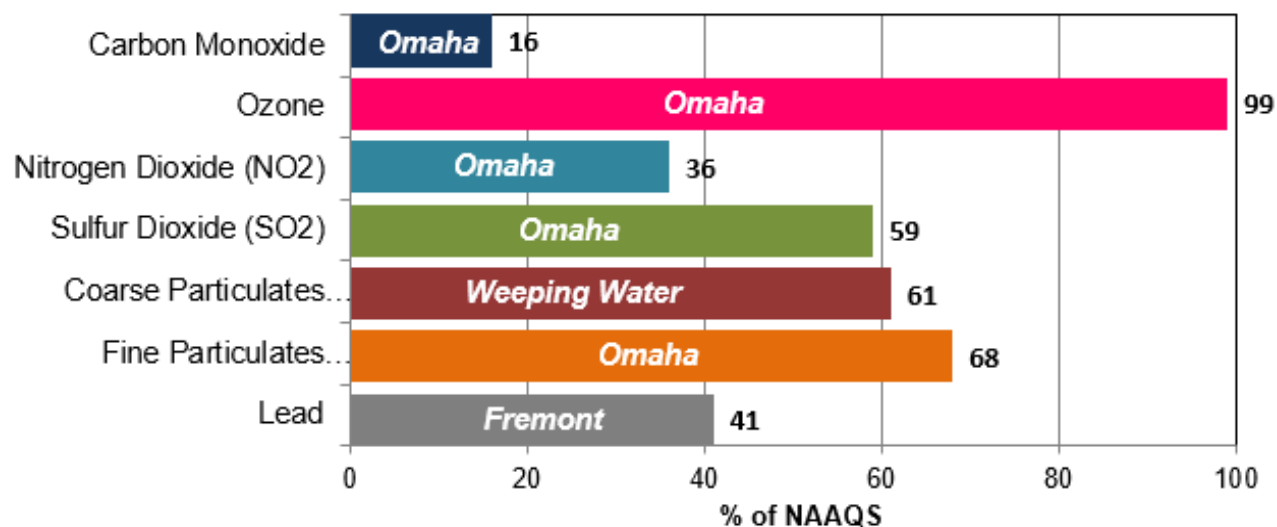 Carbon Monoxide Omaha 16
Ozone Omaha 99
Nitrogen Dioxide (NO2) Omaha 36
Sulfur Dioxide (SO2) Omaha 59
Coarse Particulates... Weeping Water 61
Fine Particulates... Omaha 68
Lead Fremont 41
0 20 40 60 80 100
% of NAAQS